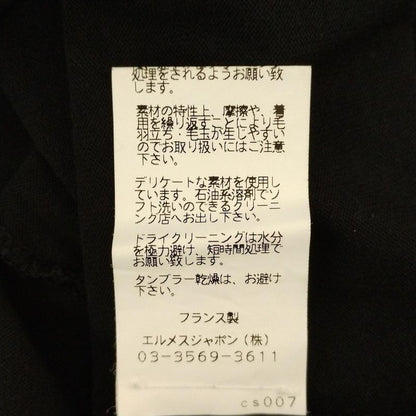 処理をされるようお願い致
します。
素材の特性上、摩擦や、着
用を繰り返すことにより毛
羽立ち・毛玉が生じやすい
のでお取り扱いにはご注意
下さい。
デリケートな素材を使用し
ています。石油系溶剤でソ
フト洗いのできるクリーニ
ング店へお出し下さい。
ドライクリーニングは水分
を極力避け、短時間処理で
お願い致します。
タンブラー乾燥は、お避け
下さい。
フランス製
エルメスジャポン(株)
03-3569-3611
cs007